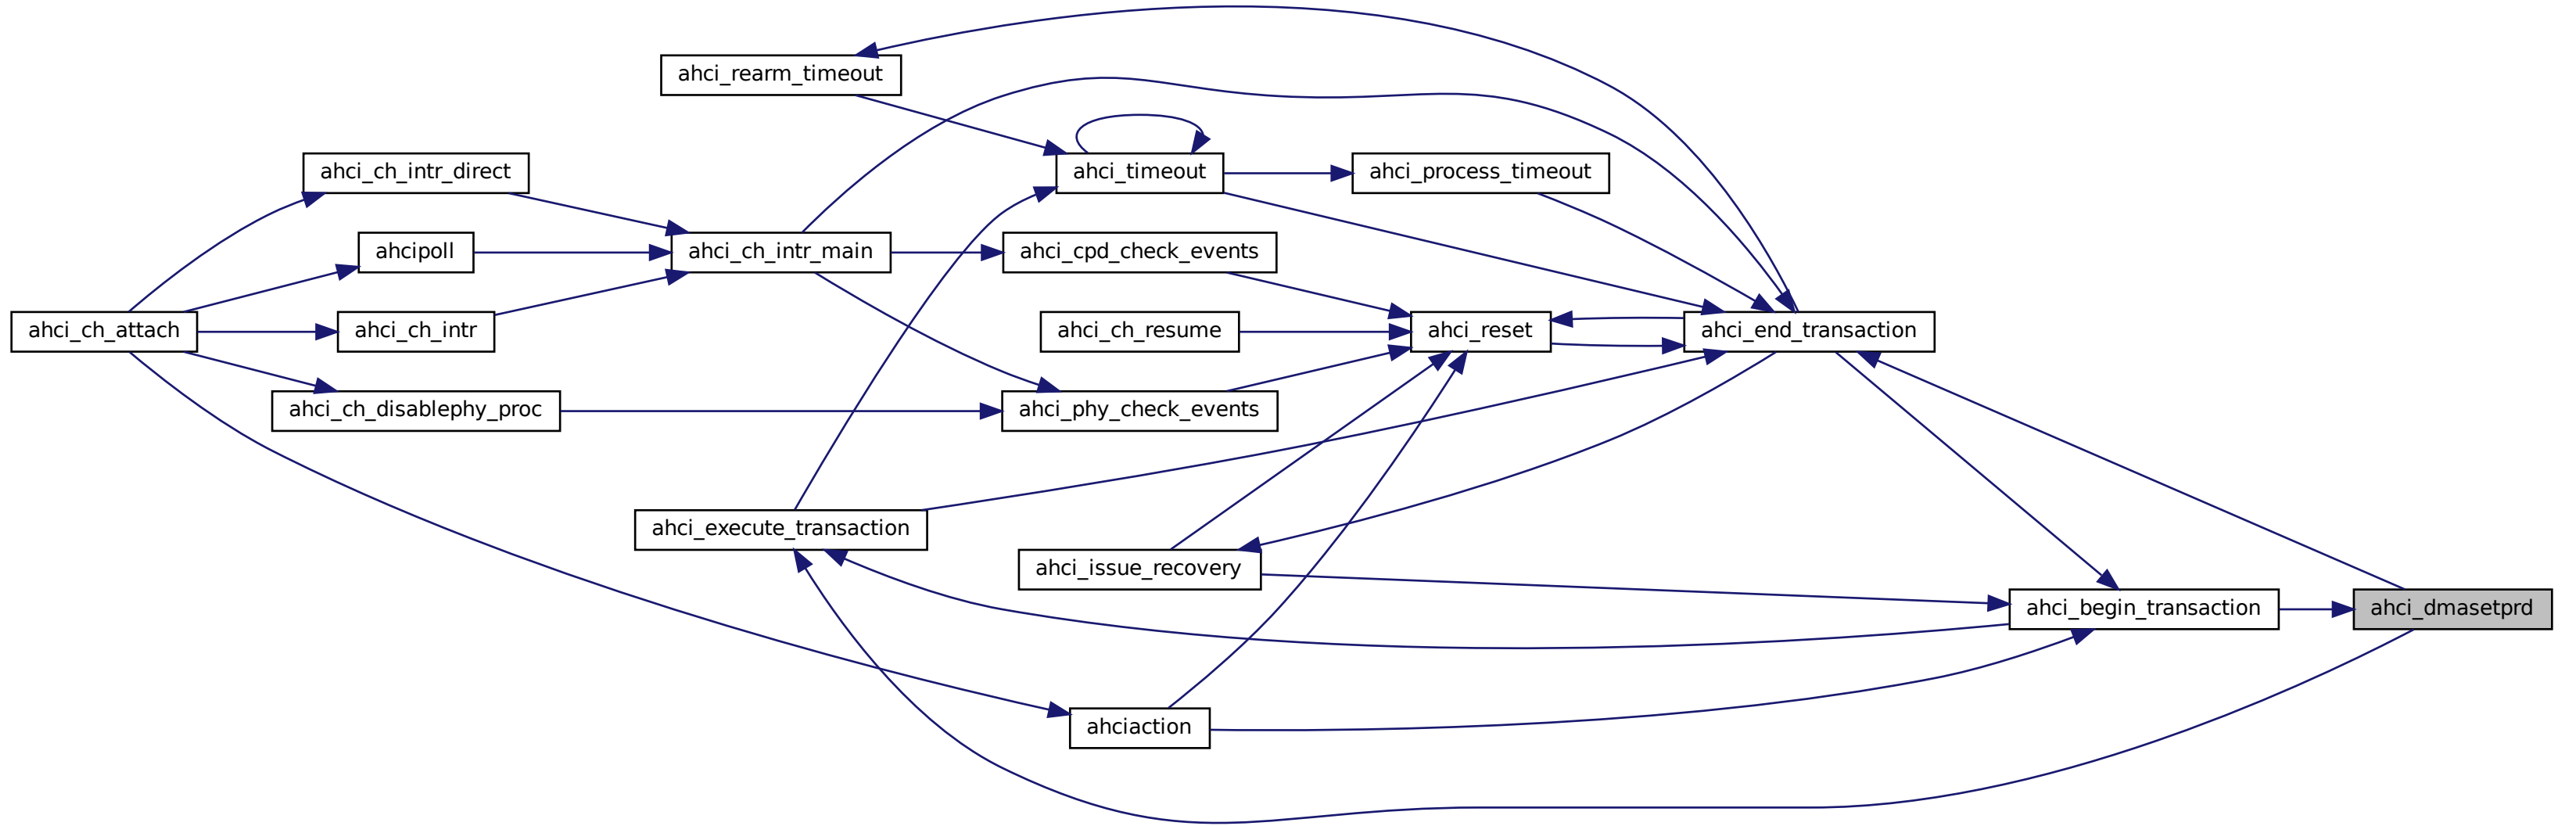 ahci_rearm_timeout
ahci_ch_intr_direct
ahci_timeout
ahci_process_timeout
ahcipoll
ahci_ch_intr_main
ahci_cpd_check_events
ahci_ch_attach
ahci_ch_intr
ahci_ch_resume
ahci_reset
ahci_end_transaction
ahci_ch_disablephy_proc
ahci_phy_check_events
ahci_execute_transaction
ahci_issue_recovery
ahci_begin_transaction
ahci_dmasetprd
ahciaction